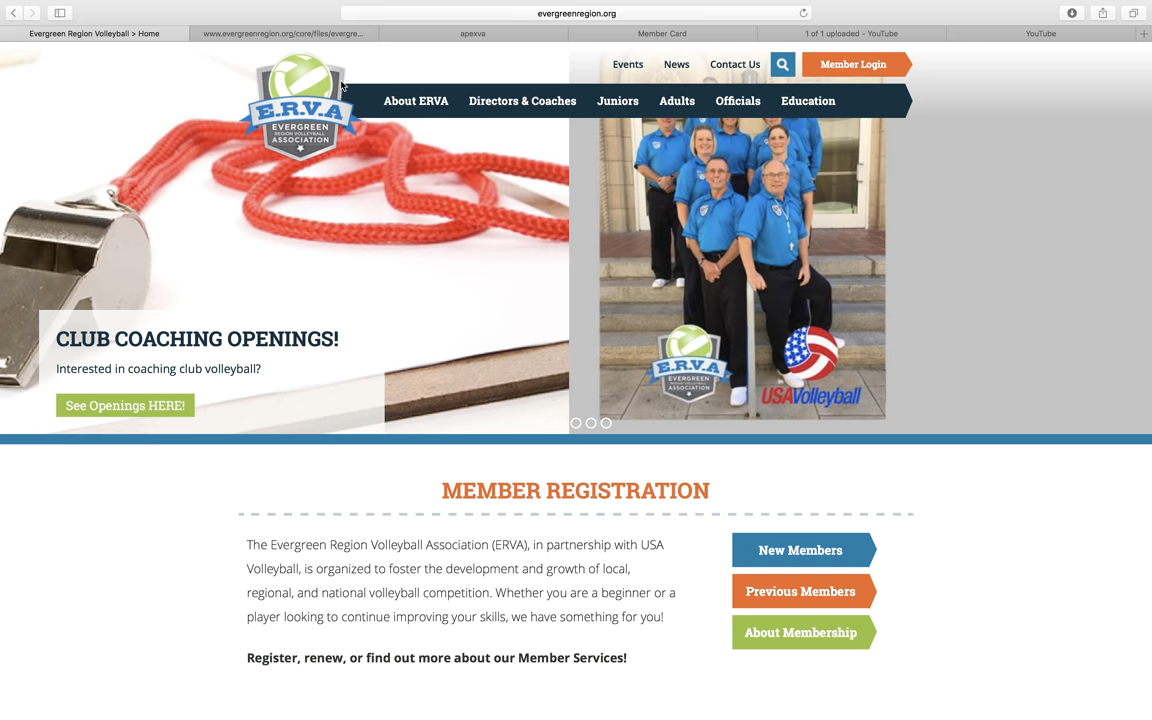 evergreenregion.org
Evergreen Region Volleyball > Home
www.evergreenregion.org/core/files/evergre...
apexva
Member Card
1 of 1 uploaded - YouTube
YouTube
Events
News
Contact Us
Member Login
About ERVA
Directors & Coaches
Juniors
Adults
Officials
Education
E.R.V.A
EVERGREEN
REGION VOLLEYBALL
ASSOCIATION
CLUB COACHING OPENINGS!
Interested in coaching club volleyball?
See Openings HERE!
E.R.V.A
EVERGREEN
REGION VOLLEYBALL
ASSOCIATION
USAVolleyball
MEMBER REGISTRATION
The Evergreen Region Volleyball Association (ERVA), in partnership with USA
Volleyball, is organized to foster the development and growth of local,
regional, and national volleyball competition. Whether you are a beginner or a
player looking to continue improving your skills, we have something for you!
Register, renew, or find out more about our Member Services!
New Members
Previous Members
About Membership